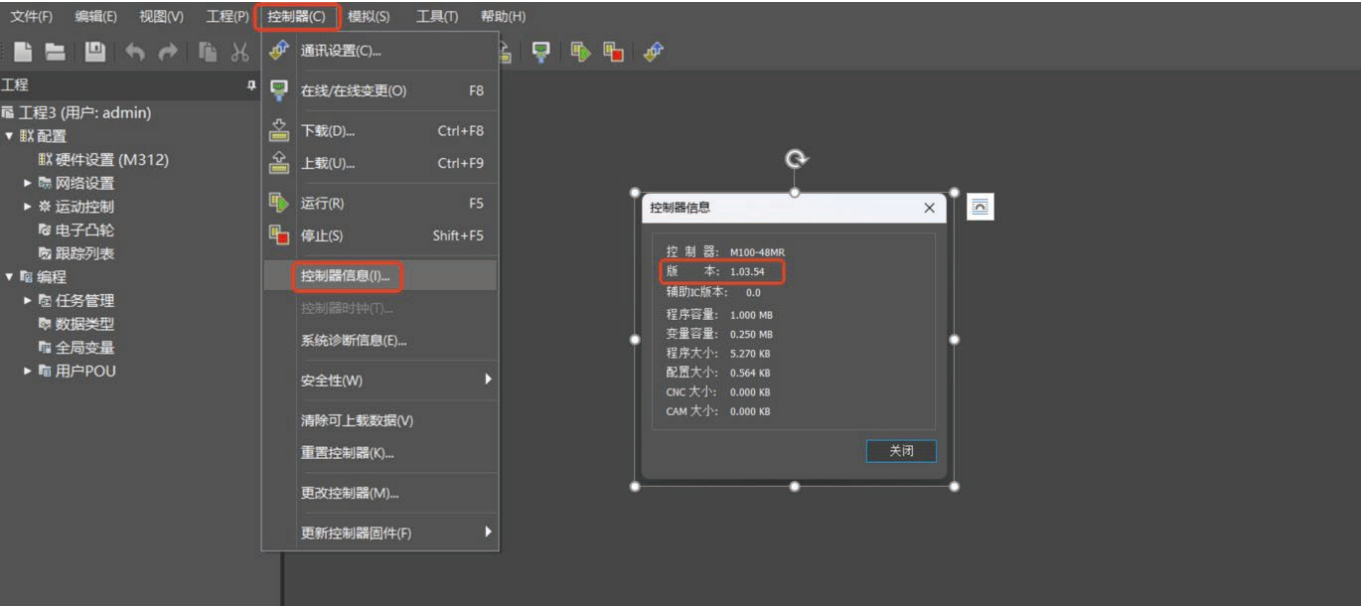 文件(F) 编辑(E) 视图(V) 工程(P) 控制器(C) 模拟(S) 工具(T) 帮助(H)
工程
工程3 (用户: admin)
配置
硬件设置 (M312)
网络设置
运动控制
电子凸轮
跟踪列表
编程
任务管理
数据类型
全局变量
用户POU
通讯设置(C)...
在线/在线变更(O) F8
下载(D)... Ctrl+F8
上载(U)... Ctrl+F9
运行(R) F5
停止(S) Shift+F5
控制器信息(I)...
控制器时钟(T)...
系统诊断信息(E)...
安全性(W)
清除可上载数据(V)
重置控制器(K)...
更改控制器(M)...
更新控制器固件(F)
控制器信息
控 制 器: M100-48MR
版 本: 1.03.54
辅助IC版本: 0.0
程序容量: 1.000 MB
变量容量: 0.250 MB
程序大小: 5.270 KB
配置大小: 0.564 KB
CNC 大小: 0.000 KB
CAM 大小: 0.000 KB
关闭